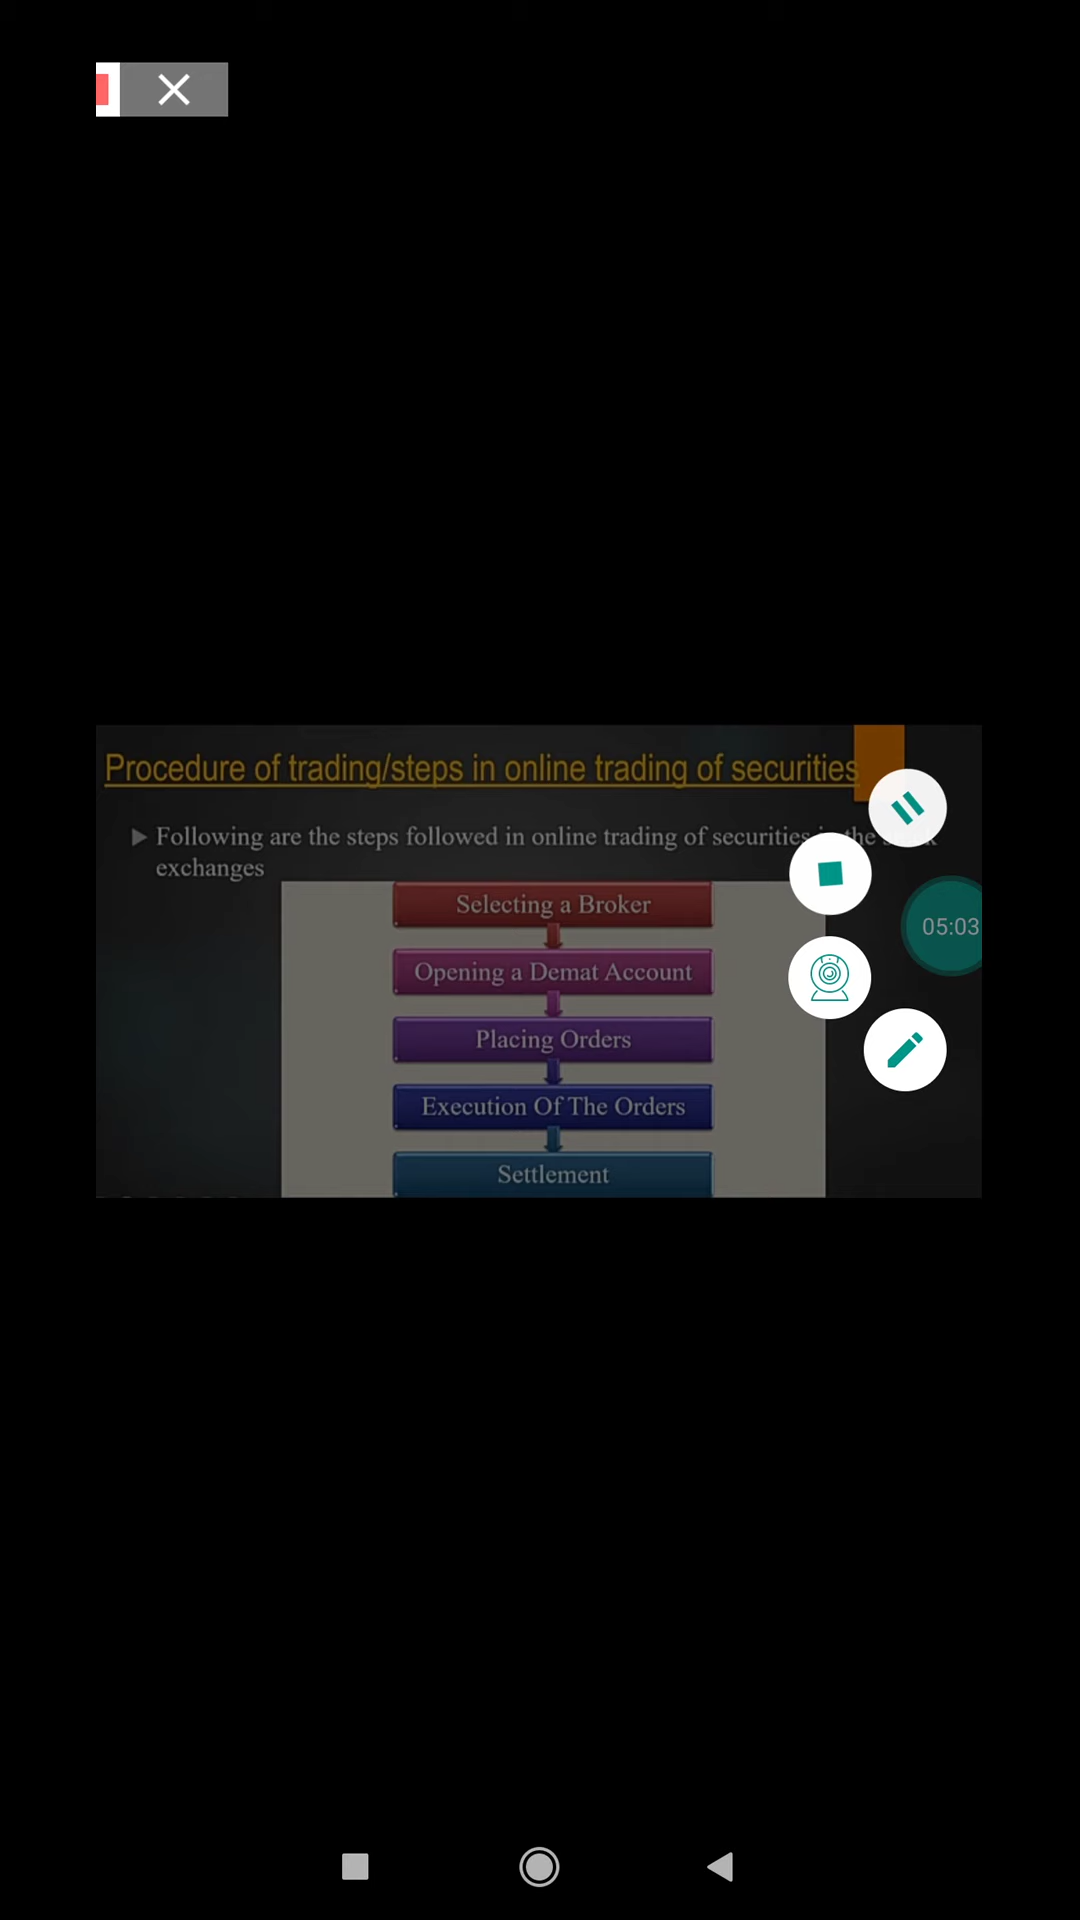 Procedure of trading/steps in online trading of securities
Following are the steps followed in online trading of securities the
exchanges
Selecting a Broker
Opening a Demat Account
05:03
Placing Orders
Execution Of The Orders
Settlement